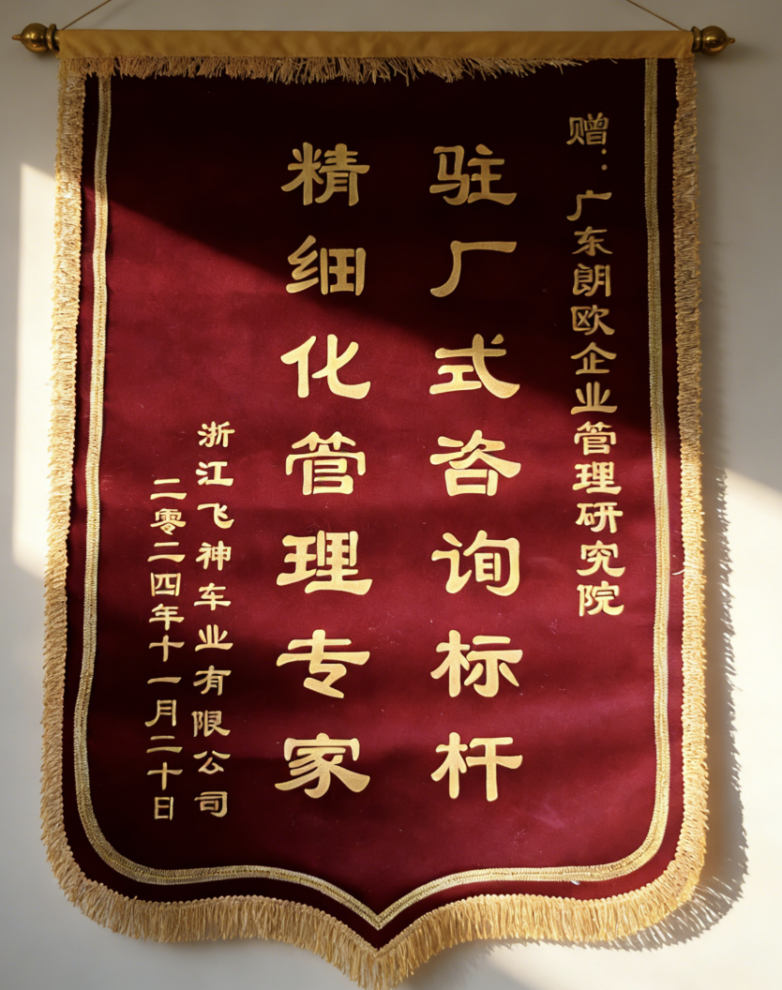 赠：广东朗欧企业管理研究院
驻厂式咨询标杆
精细化管理专家
浙江飞神车业有限公司
二零二四年十一月二十日